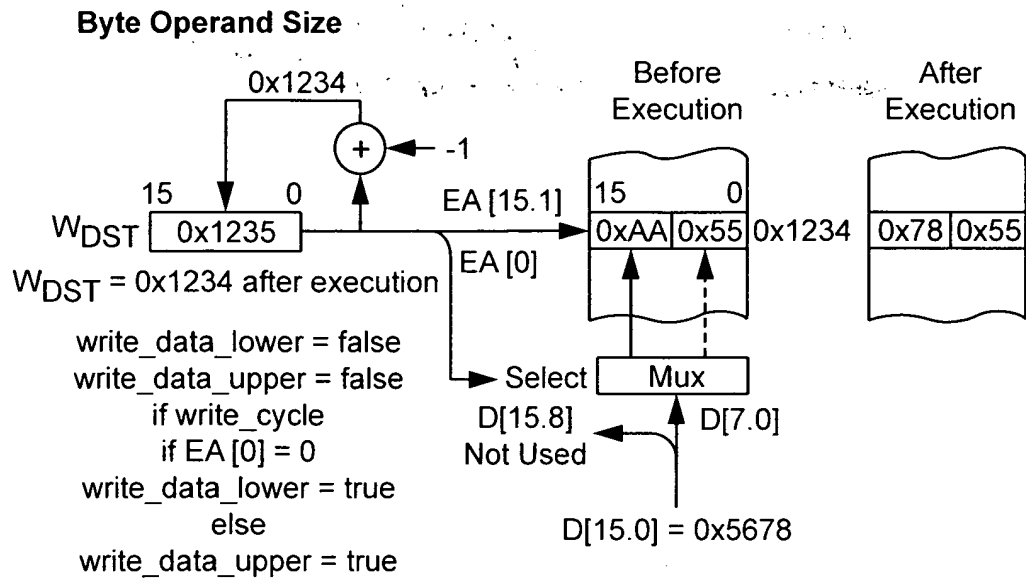 Byte Operand Size
0x1234
Before
Execution
After
Execution
+
-1
15 0
EA [15.1]
15 0
WDST 0x1235
0xAA 0x55 0x1234
0x78 0x55
EA [0]
WDST = 0x1234 after execution
write_data_lower = false
write_data_upper = false
if write_cycle
if EA [0] = 0
write_data_lower = true
else
write_data_upper = true
Select
Mux
D[15.8]
Not Used
D[7.0]
D[15.0] = 0x5678